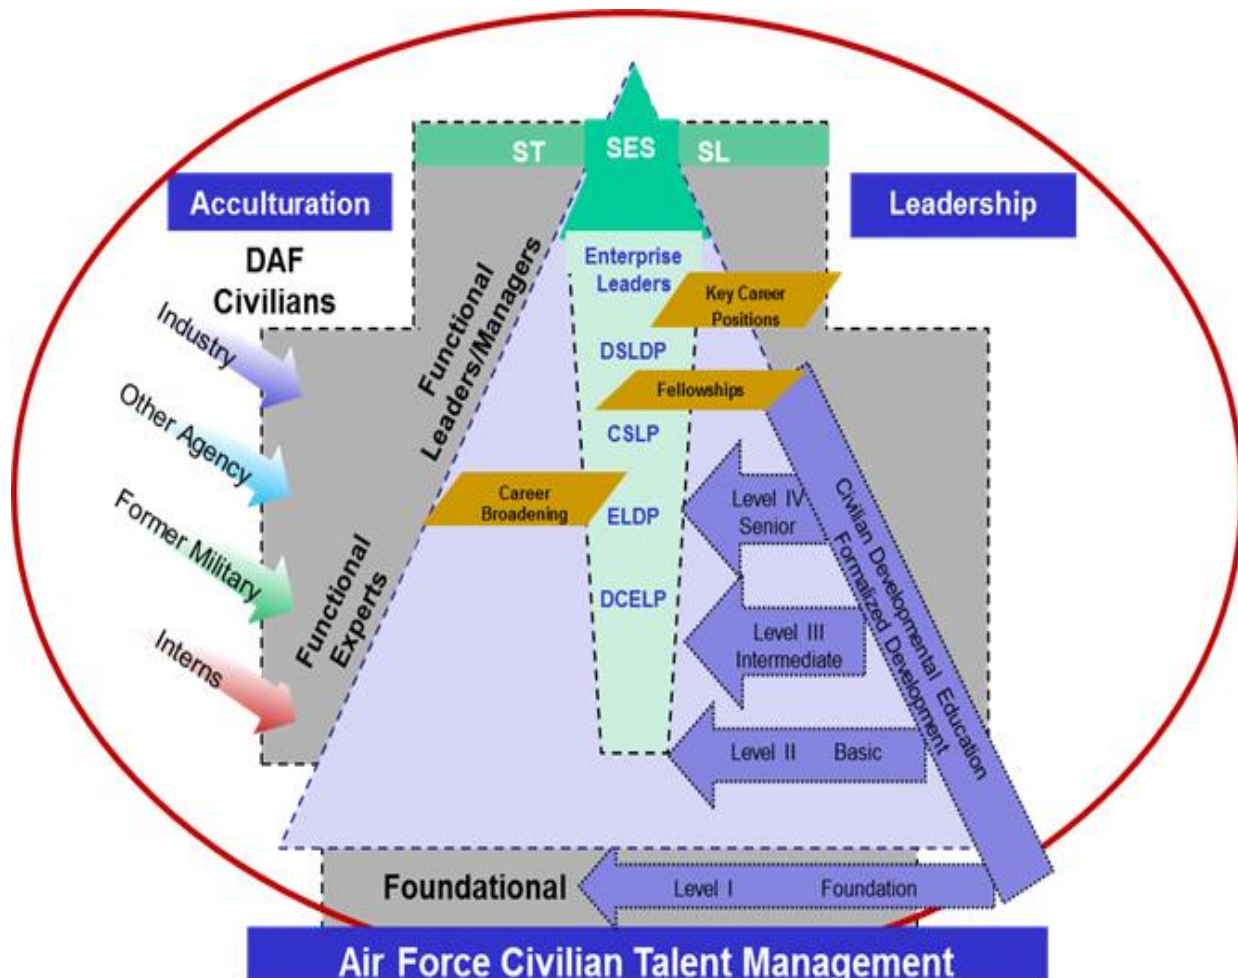 ST
SES
SL
Acculturation
Leadership
DAF
Civilians
Industry
Other Agency
Former Military
Interns
Functional
Leaders/Managers
Functional
Experts
Enterprise
Leaders
Key Career
Positions
DSLDP
Fellowships
CSLP
Career
Broadening
ELDP
DCELP
Level IV
Senior
Level III
Intermediate
Level II Basic
Civilian Developmental Education
Formalized Development
Foundational
Level I Foundation
Air Force Civilian Talent Management